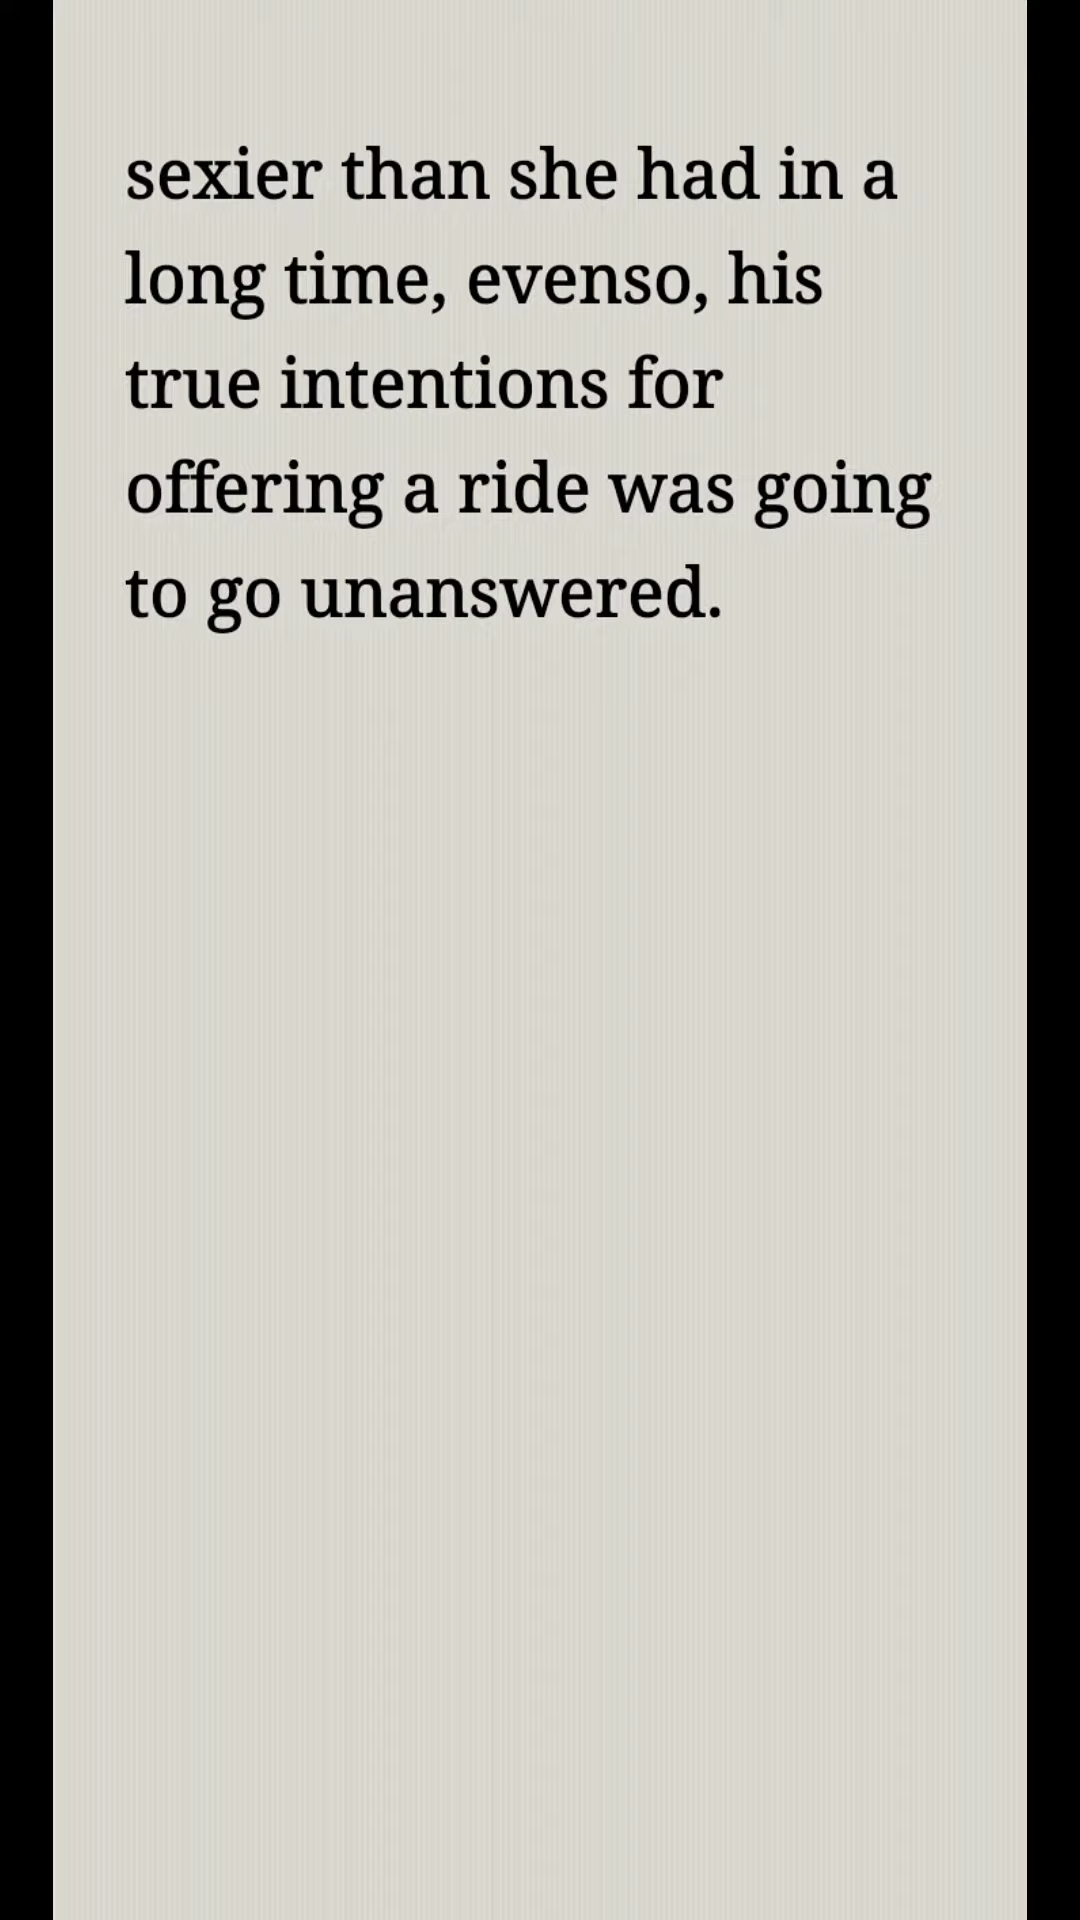 sexier than she had in a
long time, evenso, his
true intentions for
offering a ride was going
to go unanswered.